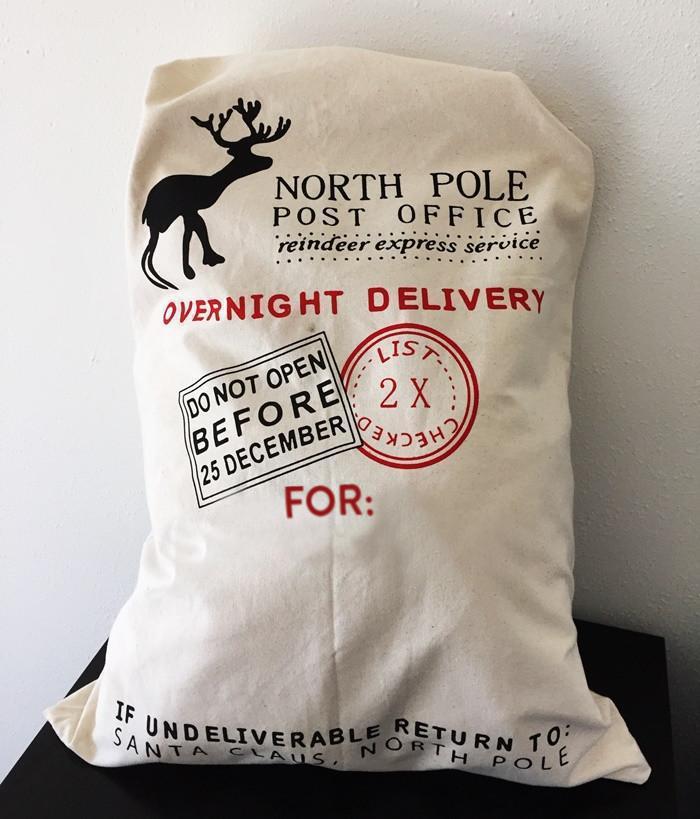 NORTH POLE
POST OFFICE
reindeer express service
OVERNIGHT DELIVERY
DO NOT OPEN
BEFORE
25 DECEMBER
LIST
2 X
CHECKED
FOR:
IF UNDELIVERABLE RETURN TO:
SANTA CLAUS, NORTH POLE